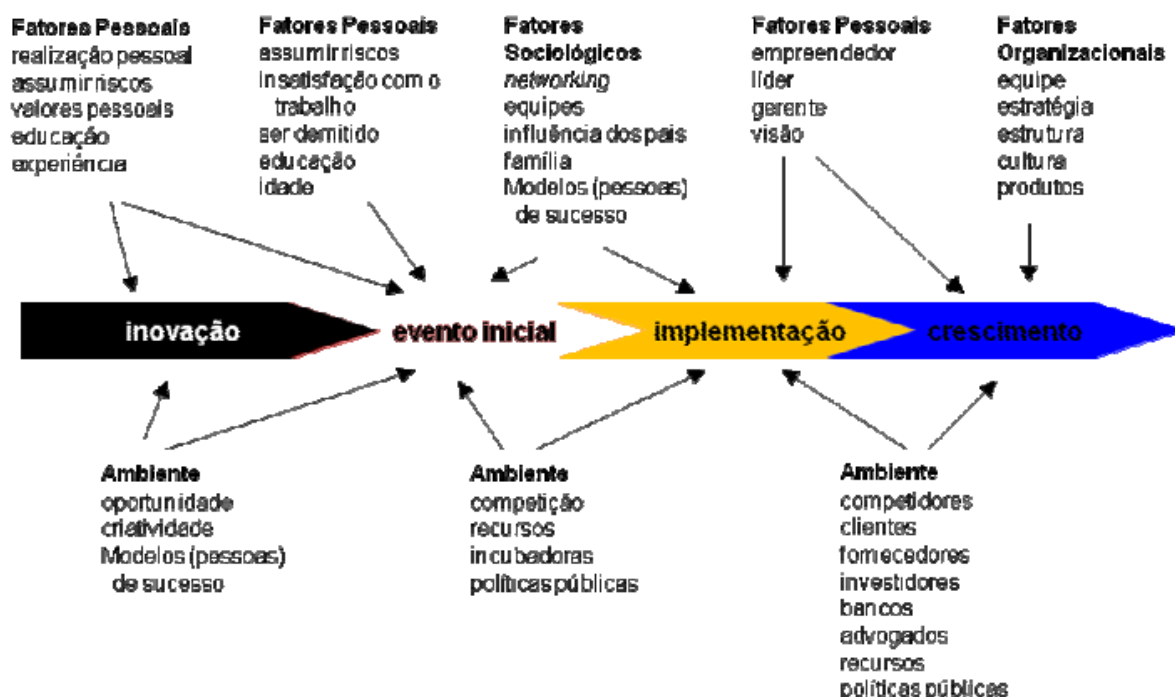 Fatores Pessoais
realização pessoal
assumir riscos
valores pessoais
educação
experiência
Fatores Pessoais
assumir riscos
insatisfação com o
trabalho
ser demitido
educação
idade
Fatores
Sociológicos
networking
equipes
influência dos pais
família
Modelos (pessoas)
de sucesso
Fatores Pessoais
empreendedor
líder
gerente
visão
Fatores
Organizacionais
equipe
estratégia
estrutura
cultura
produtos
inovação
evento inicial
implementação
crescimento
Ambiente
oportunidade
criatividade
Modelos (pessoas)
de sucesso
Ambiente
competição
recursos
incubadoras
políticas públicas
Ambiente
competidores
clientes
fornecedores
investidores
bancos
advogados
recursos
políticas públicas